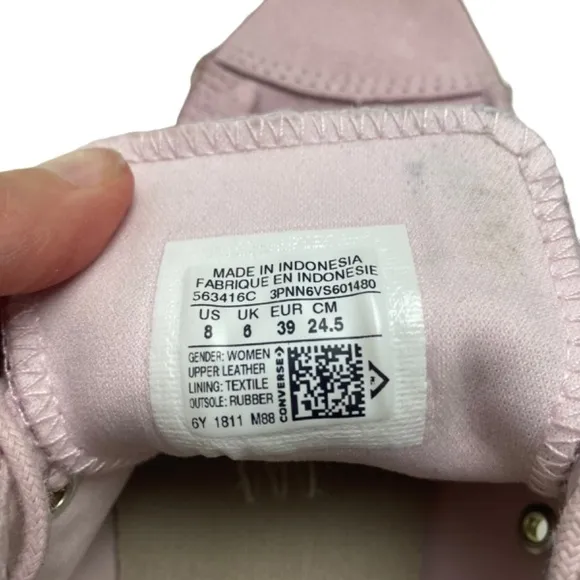 MADE IN INDONESIA
FABRIQUE EN INDONESIE
563416C 3PNN6VS601480
US UK EUR CM
8 6 39 24.5
GENDER: WOMEN
UPPER LEATHER
LINING: TEXTILE
OUTSOLE: RUBBER
6Y 1811 M88
CONVERSE